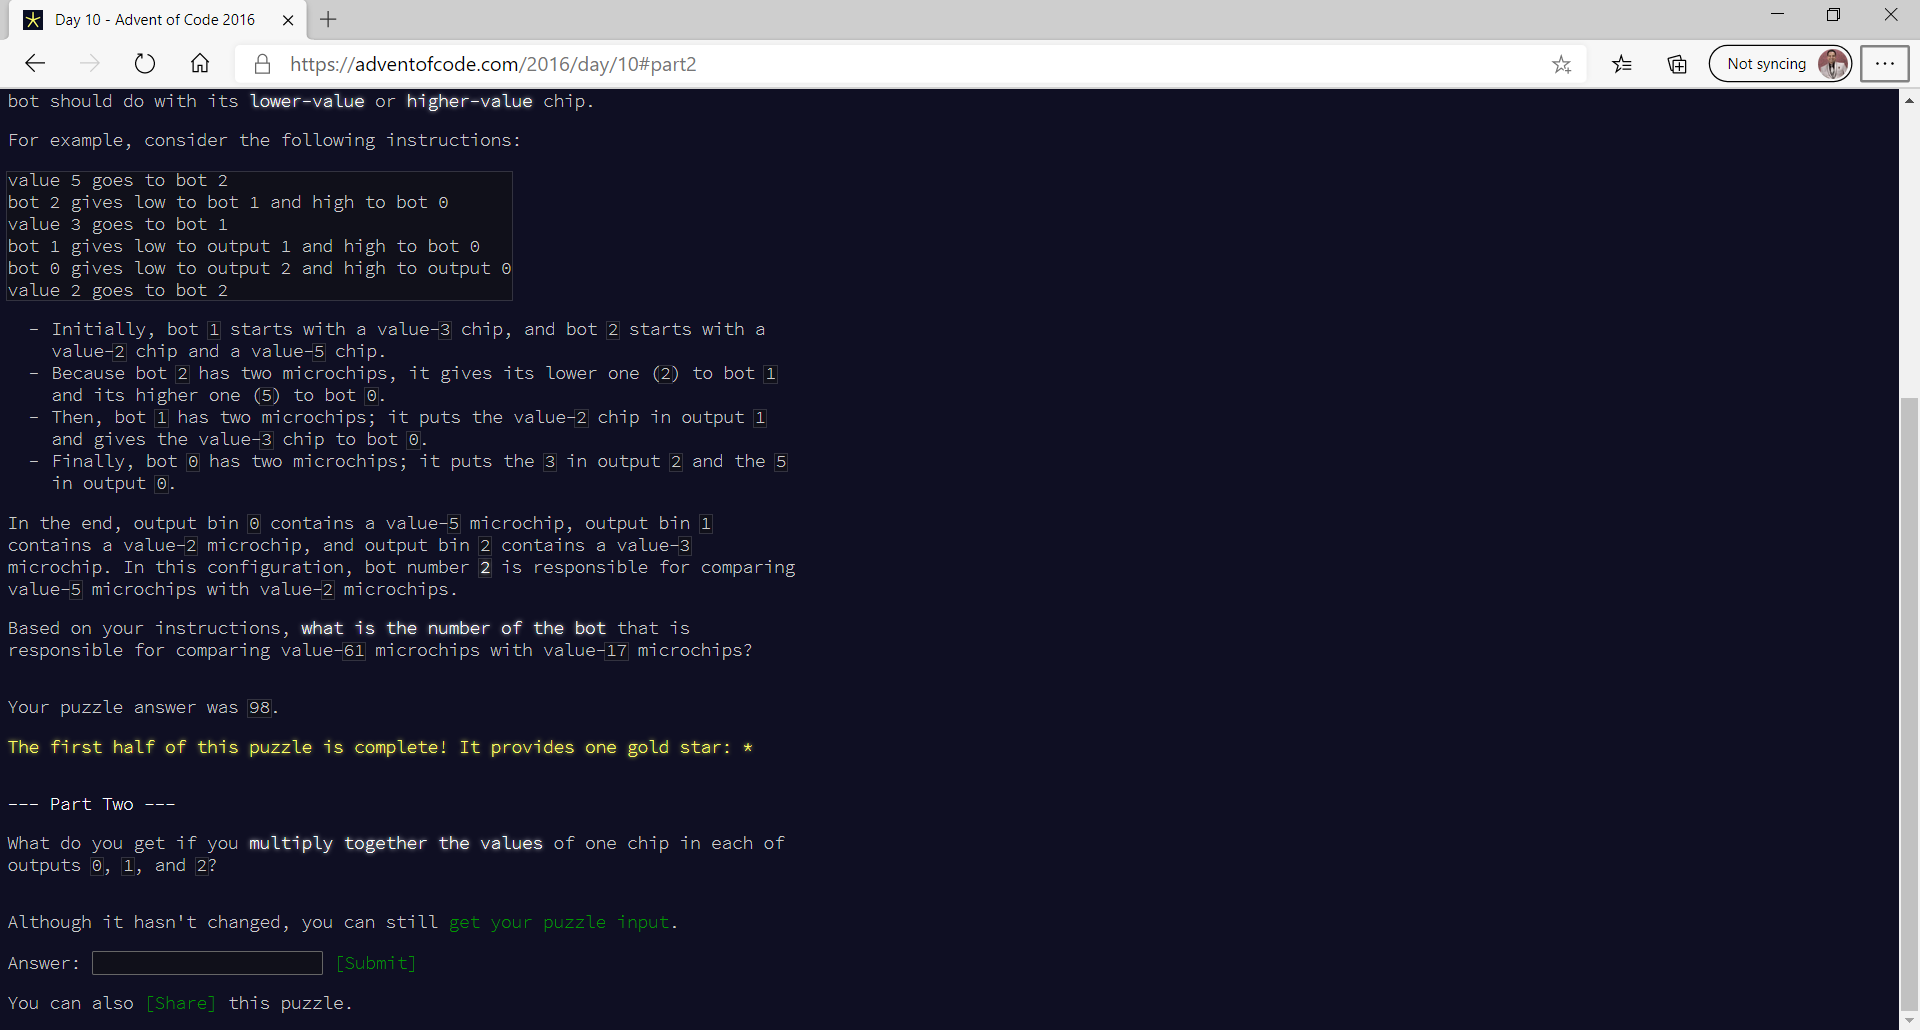 Day 10 - Advent of Code 2016
https://adventofcode.com/2016/day/10#part2
Not syncing
bot should do with its lower-value or higher-value chip.
For example, consider the following instructions:
value 5 goes to bot 2
bot 2 gives low to bot 1 and high to bot 0
value 3 goes to bot 1
bot 1 gives low to output 1 and high to bot 0
bot 0 gives low to output 2 and high to output 0
value 2 goes to bot 2
- Initially, bot 1 starts with a value-3 chip, and bot 2 starts with a
value-2 chip and a value-5 chip.
- Because bot 2 has two microchips, it gives its lower one (2) to bot 1
and its higher one (5) to bot 0.
- Then, bot 1 has two microchips; it puts the value-2 chip in output 1
and gives the value-3 chip to bot 0.
- Finally, bot 0 has two microchips; it puts the 3 in output 2 and the 5
in output 0.
In the end, output bin 0 contains a value-5 microchip, output bin 1
contains a value-2 microchip, and output bin 2 contains a value-3
microchip. In this configuration, bot number 2 is responsible for comparing
value-5 microchips with value-2 microchips.
Based on your instructions, what is the number of the bot that is
responsible for comparing value-61 microchips with value-17 microchips?
Your puzzle answer was 98.
The first half of this puzzle is complete! It provides one gold star: *
--- Part Two ---
What do you get if you multiply together the values of one chip in each of
outputs 0, 1, and 2?
Although it hasn't changed, you can still get your puzzle input.
Answer: [Submit]
You can also [Share] this puzzle.